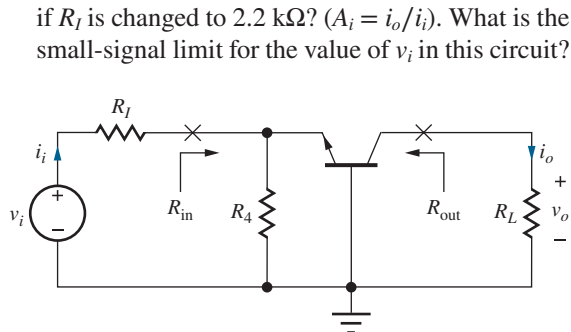 if R_I is changed to 2.2 kΩ? (A_i = i_o/i_i). What is the
small-signal limit for the value of v_i in this circuit?
R_I
i_i
i_o
+
+
v_i
R_in
R_4
R_out
R_L
v_o
–
–